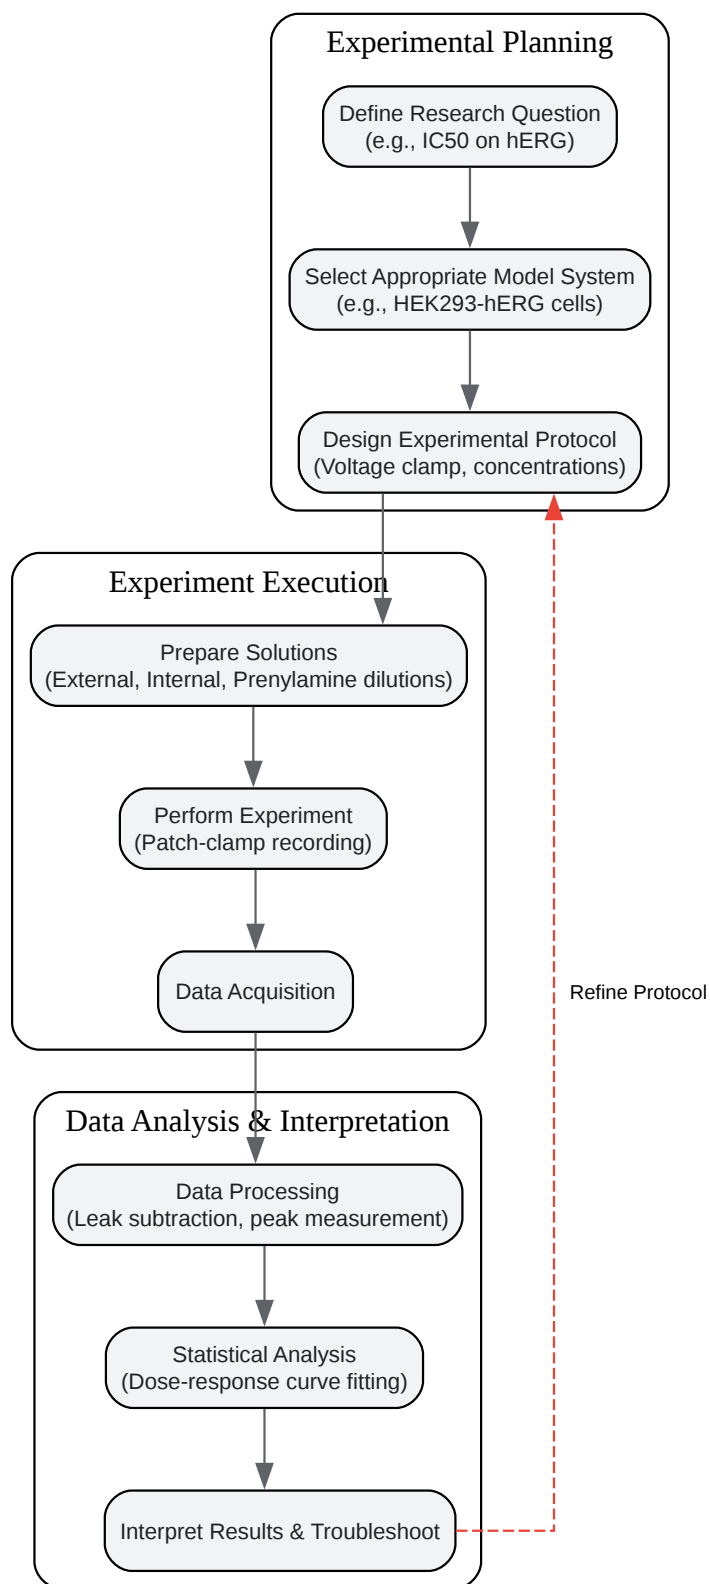 Experimental Planning
Define Research Question
(e.g., IC50 on hERG)
Select Appropriate Model System
(e.g., HEK293-hERG cells)
Design Experimental Protocol
(Voltage clamp, concentrations)
Experiment Execution
Prepare Solutions
(External, Internal, Prenylamine dilutions)
Perform Experiment
(Patch-clamp recording)
Data Acquisition
Refine Protocol
Data Analysis & Interpretation
Data Processing
(Leak subtraction, peak measurement)
Statistical Analysis
(Dose-response curve fitting)
Interpret Results & Troubleshoot